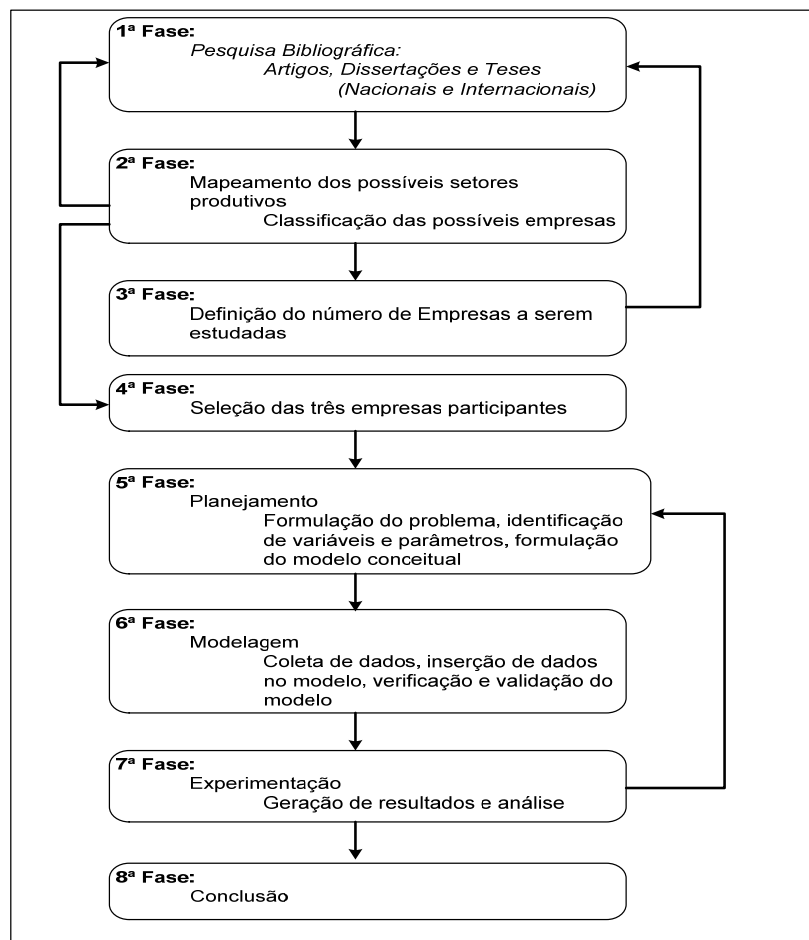 1ª Fase:
Pesquisa Bibliográfica:
Artigos, Dissertações e Teses
(Nacionais e Internacionais)
2ª Fase:
Mapeamento dos possíveis setores
produtivos
Classificação das possíveis empresas
3ª Fase:
Definição do número de Empresas a serem
estudadas
4ª Fase:
Seleção das três empresas participantes
5ª Fase:
Planejamento
Formulação do problema, identificação
de variáveis e parâmetros, formulação
do modelo conceitual
6ª Fase:
Modelagem
Coleta de dados, inserção de dados
no modelo, verificação e validação do
modelo
7ª Fase:
Experimentação
Geração de resultados e análise
8ª Fase:
Conclusão